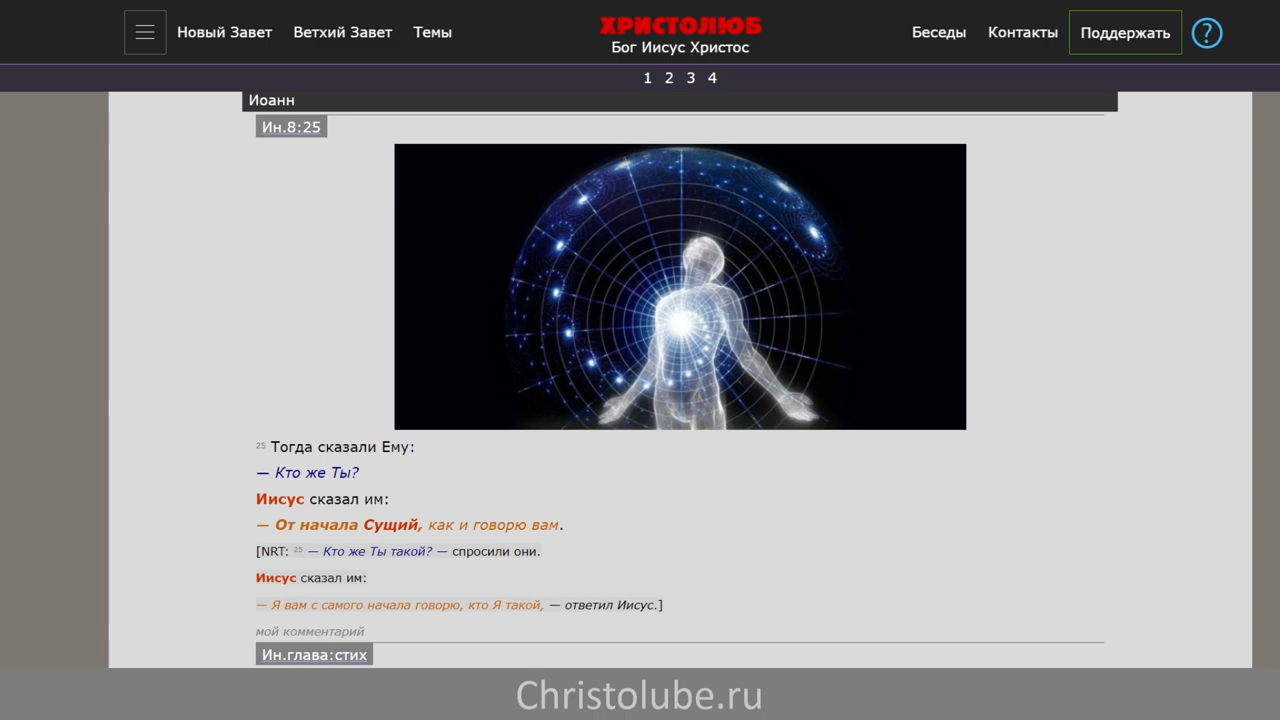 Новый Завет Ветхий Завет Темы
ХРИСТОЛЮБ
Бог Иисус Христос
Беседы Контакты Поддержать ?
1 2 3 4
Иоанн
Ин.8:25
25 Тогда сказали Ему:
— Кто же Ты?
Иисус сказал им:
— От начала Сущий, как и говорю вам.
[NRT: 25 — Кто же Ты такой? — спросили они.
Иисус сказал им:
— Я вам с самого начала говорю, кто Я такой, — ответил Иисус.]
мой комментарий
Ин.глава:стих
Christolube.ru